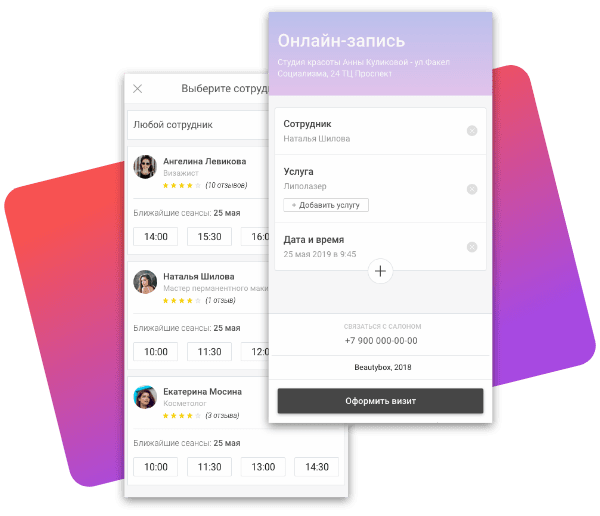 Выберите сотруд
Любой сотрудник
Ангелина Левикова
Визажист
(10 отзывов)
Ближайшие сеансы: 25 мая
14:00
15:30
16:0
Наталья Шилова
Мастер перманентного маки
(1 отзыв)
Ближайшие сеансы: 25 мая
10:00
11:30
12:0
Екатерина Мосина
Косметолог
(3 отзыва)
Ближайшие сеансы: 25 мая
10:00
11:30
13:00
14:30
Онлайн-запись
Студия красоты Анны Куликовой - ул.Факел
Социализма, 24 ТЦ Проспект
Сотрудник
Наталья Шилова
Услуга
Липолазер
+ Добавить услугу
Дата и время
25 мая 2019 в 9:45
СВЯЗАТЬСЯ С САЛОНОМ
+7 900 000-00-00
Beautybox, 2018
Оформить визит